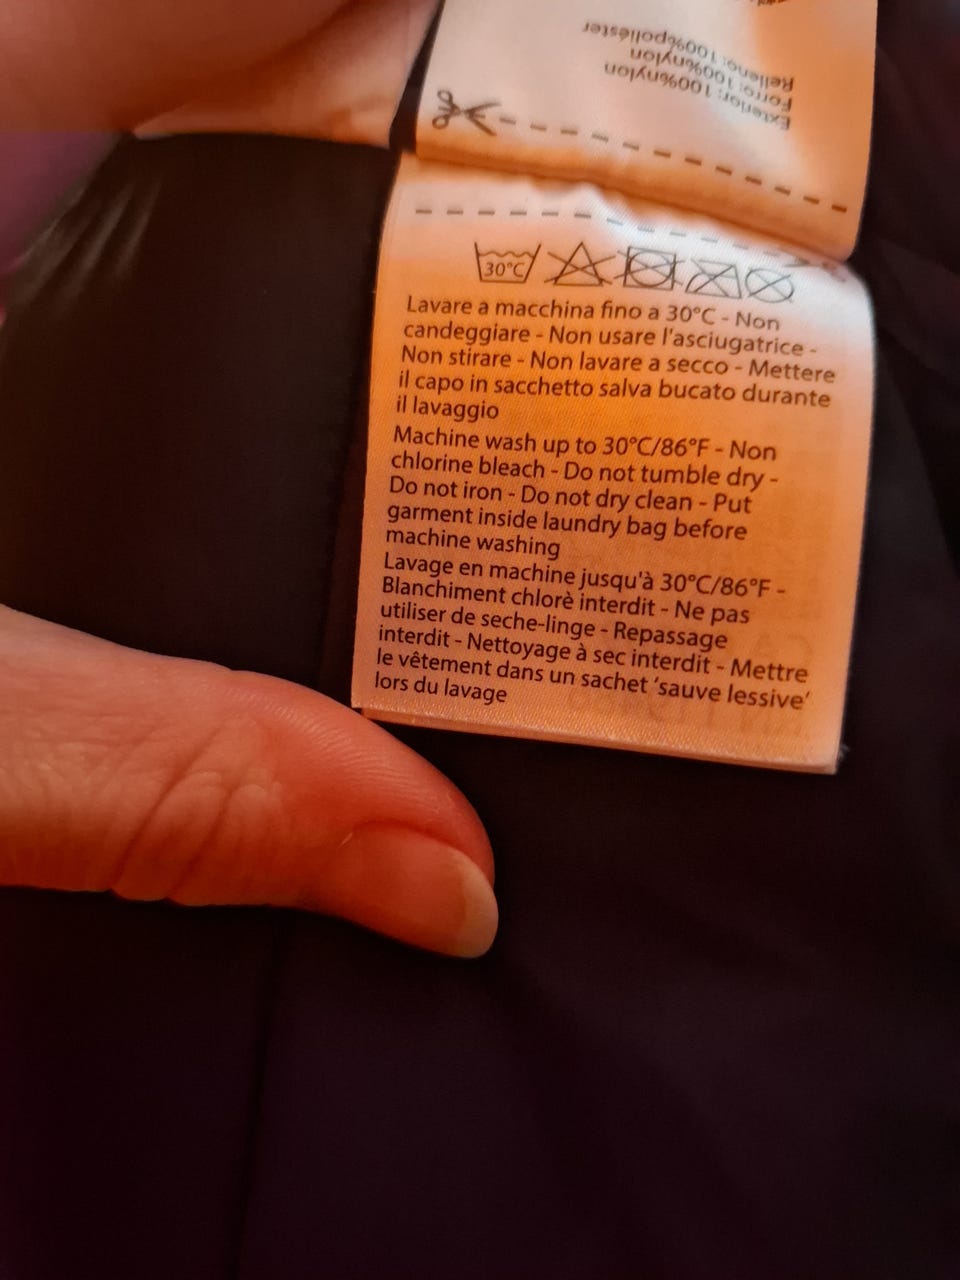 Exterior: 100%nylon
Forro: 100%nylon
Relleno: 100%poliéster
30°C
Lavare a macchina fino a 30°C - Non
candeggiare - Non usare l'asciugatrice -
Non stirare - Non lavare a secco - Mettere
il capo in sacchetto salva bucato durante
il lavaggio
Machine wash up to 30°C/86°F - Non
chlorine bleach - Do not tumble dry -
Do not iron - Do not dry clean - Put
garment inside laundry bag before
machine washing
Lavage en machine jusqu'à 30°C/86°F -
Blanchiment chlorè interdit - Ne pas
utiliser de seche-linge - Repassage
interdit - Nettoyage à sec interdit - Mettre
le vêtement dans un sachet ‘sauve lessive’
lors du lavage